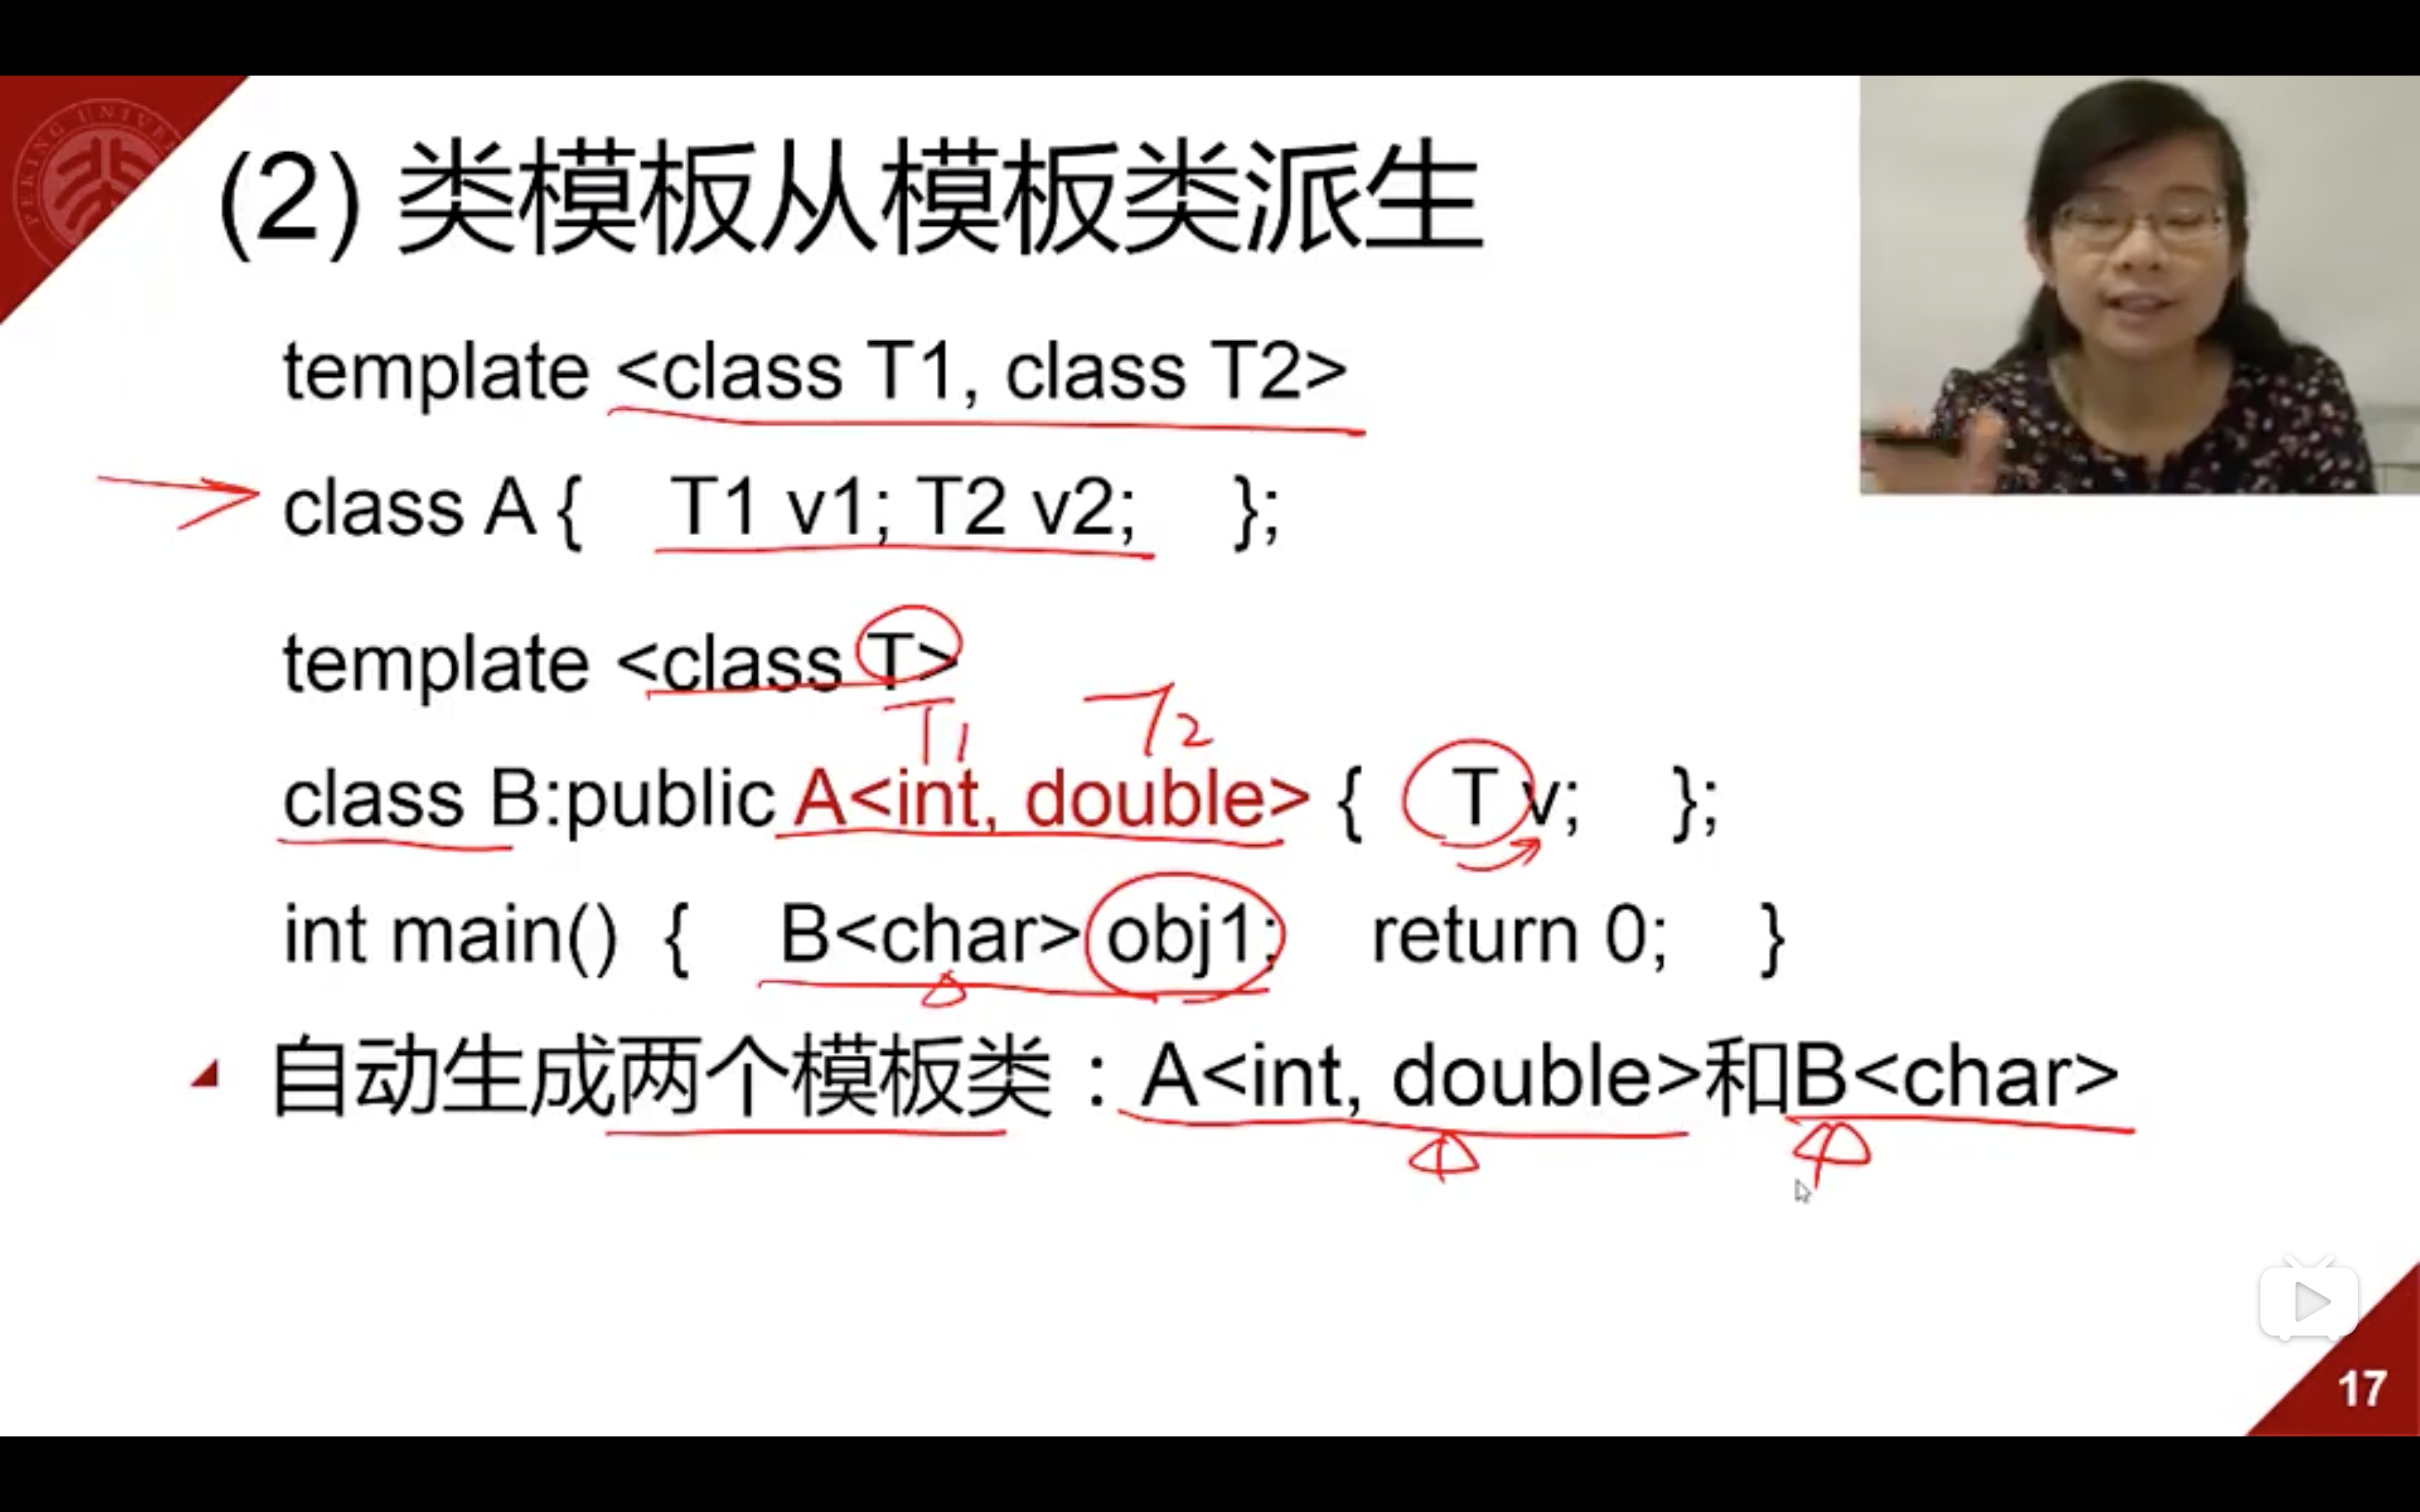 (2) 类模板从模板类派生
template <class T1, class T2>
class A { T1 v1; T2 v2; };
template <class T>
T1 T2
class B:public A<int, double> { T v; };
int main() { B<char> obj1; return 0; }
自动生成两个模板类：A<int, double>和B<char>
17